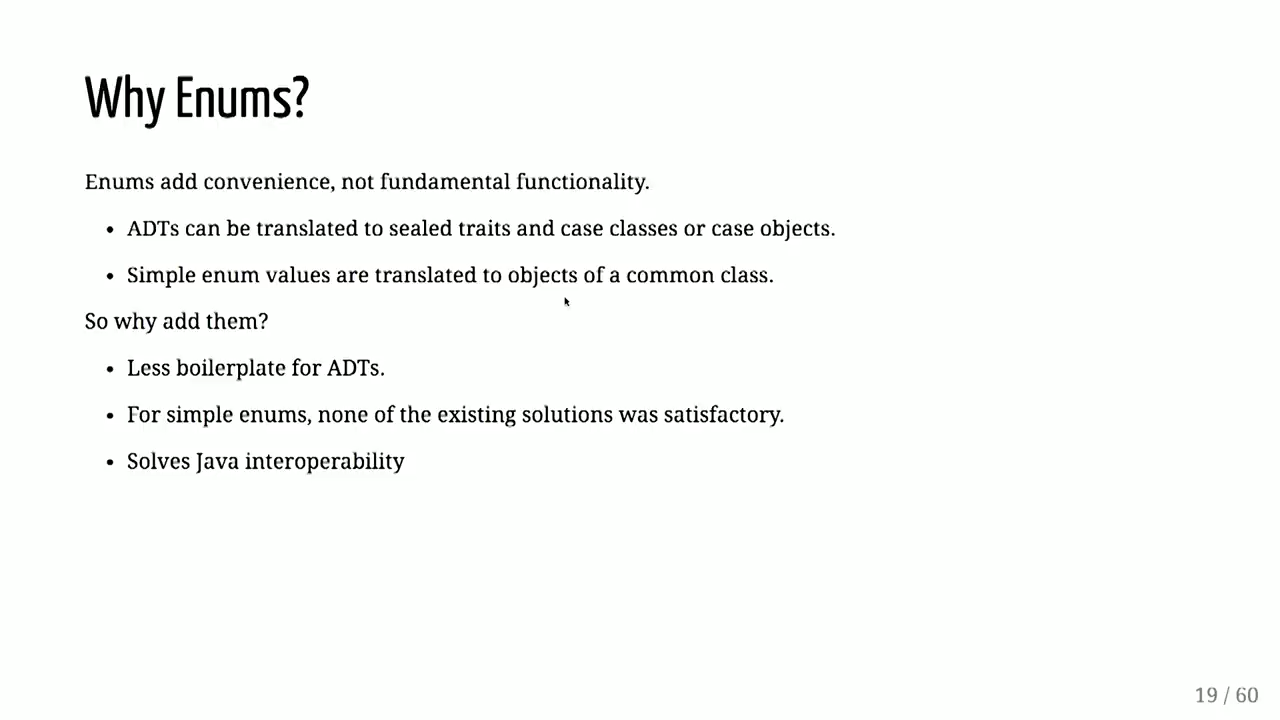 Why Enums?
Enums add convenience, not fundamental functionality.
• ADTs can be translated to sealed traits and case classes or case objects.
• Simple enum values are translated to objects of a common class.
So why add them?
• Less boilerplate for ADTs.
• For simple enums, none of the existing solutions was satisfactory.
• Solves Java interoperability
19 / 60